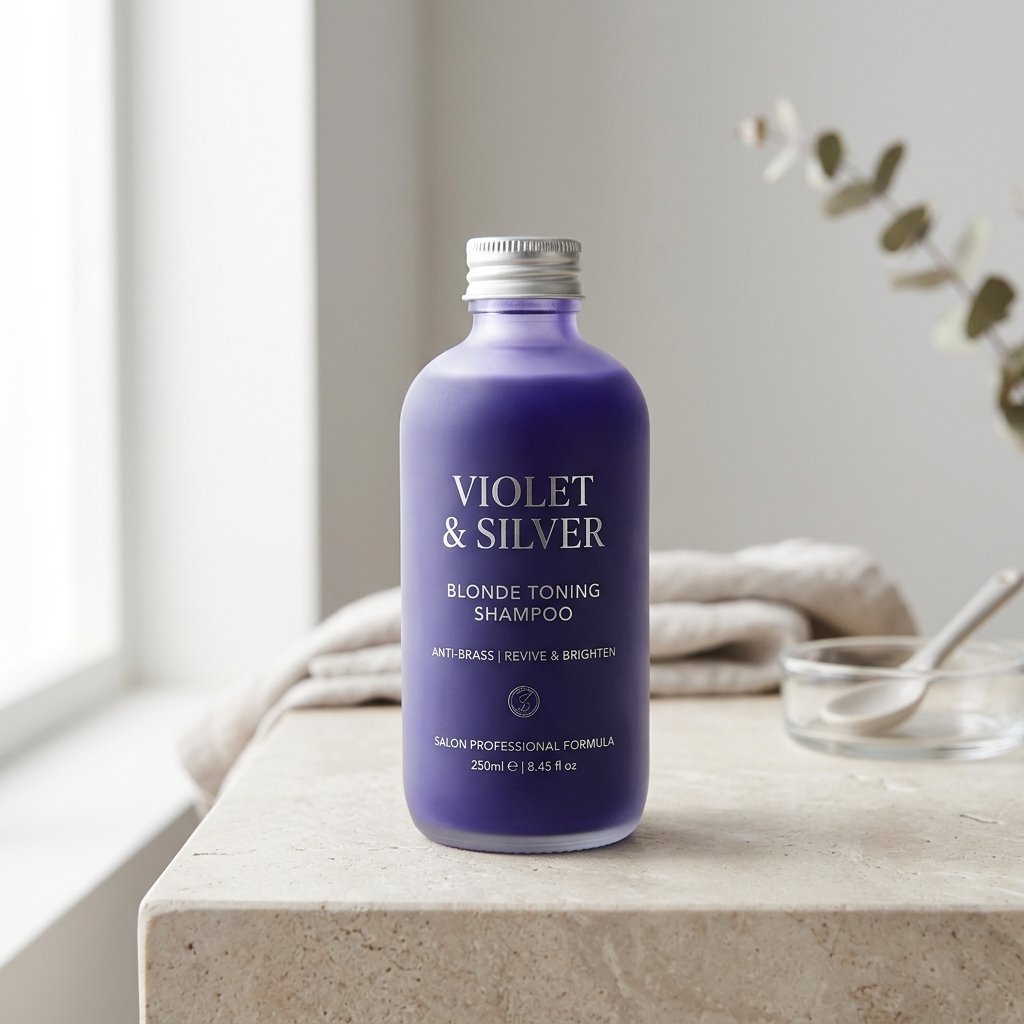 VIOLET
& SILVER
BLONDE TONING
SHAMPOO
ANTI-BRASS | REVIVE & BRIGHTEN
SALON PROFESSIONAL FORMULA
250ml ℮ | 8.45 fl oz